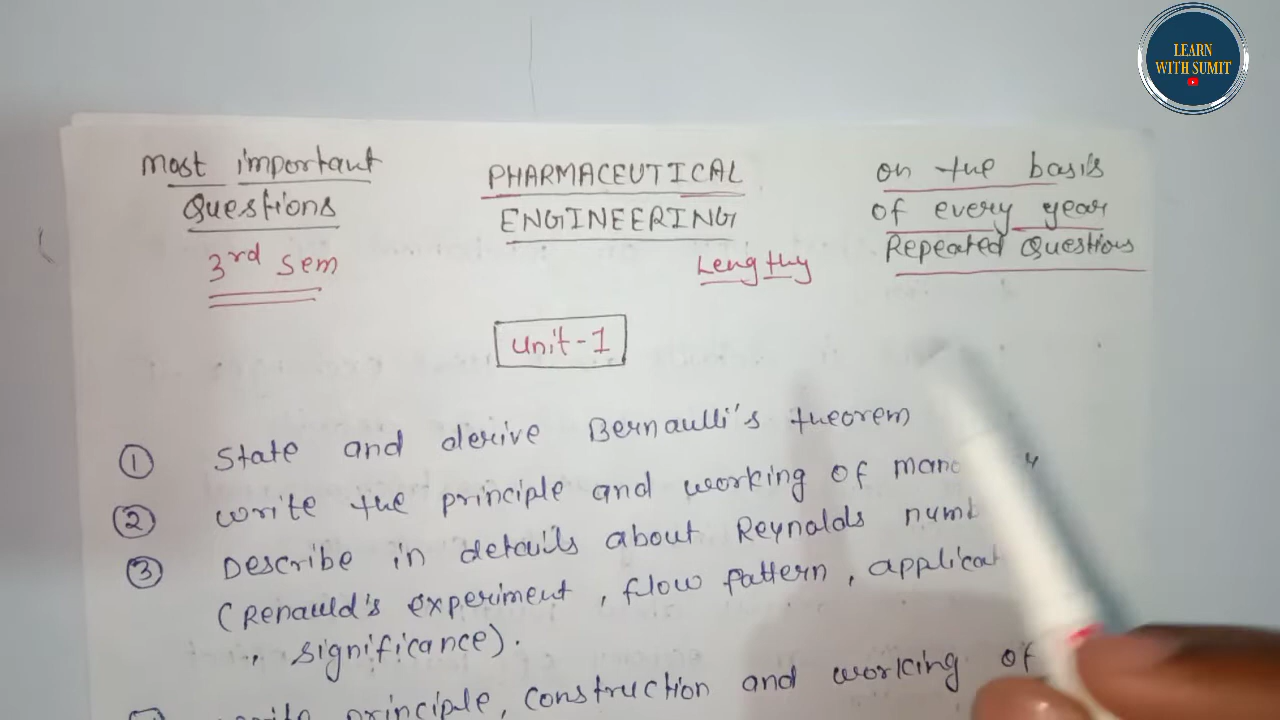 LEARN
WITH SUMIT
most important
Questions
3rd Sem
PHARMACEUTICAL
ENGINEERING
Lengthy
on the basis
of every year
Repeated Questions
unit-1
① State and derive Bernaulli's theorem
② write the principle and working of
③ Describe in details about Reynolds
(Renauld's experiment, flow pattern,
, significance).
principle, construction and working of